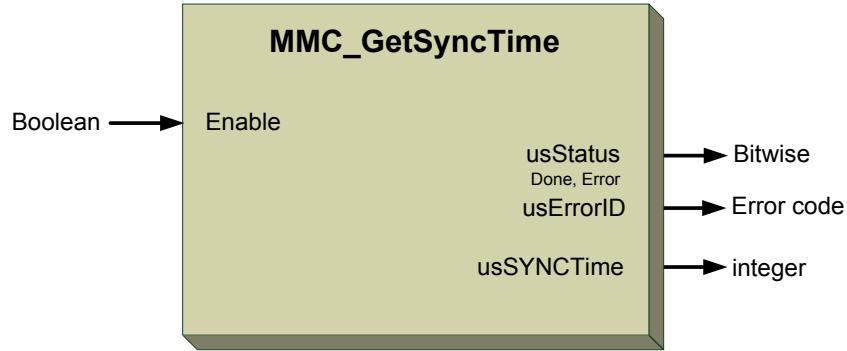 MMC_GetSyncTime
Boolean Enable
usStatus Bitwise
Done, Error
usErrorID Error code
usSYNCTime integer